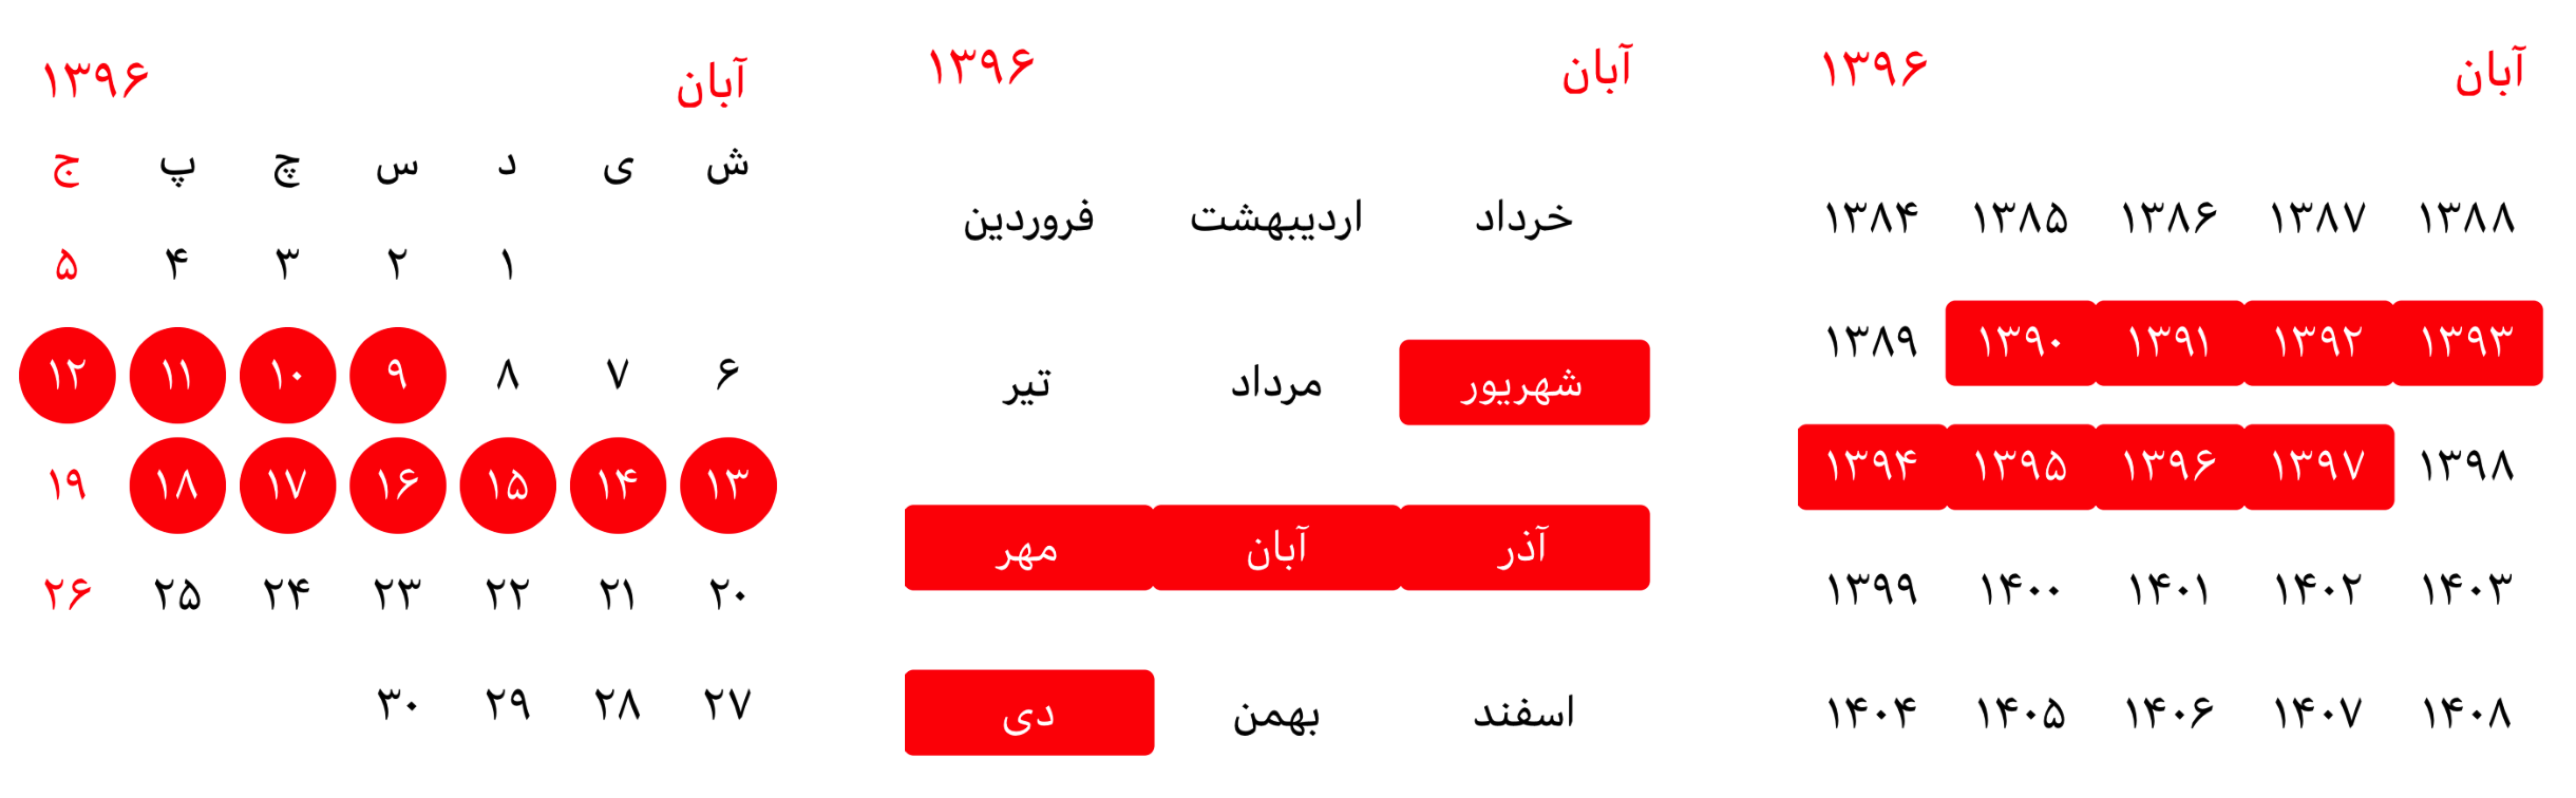 آبان ۱۳۹۶
ش ی د س چ پ ج
۱ ۲ ۳ ۴ ۵
۶ ۷ ۸ ۹ ۱۰ ۱۱ ۱۲
۱۳ ۱۴ ۱۵ ۱۶ ۱۷ ۱۸ ۱۹
۲۰ ۲۱ ۲۲ ۲۳ ۲۴ ۲۵ ۲۶
۲۷ ۲۸ ۲۹ ۳۰
آبان ۱۳۹۶
فروردین اردیبهشت خرداد
تیر مرداد شهریور
مهر آبان آذر
دی بهمن اسفند
آبان ۱۳۹۶
۱۳۸۴ ۱۳۸۵ ۱۳۸۶ ۱۳۸۷ ۱۳۸۸
۱۳۸۹ ۱۳۹۰ ۱۳۹۱ ۱۳۹۲ ۱۳۹۳
۱۳۹۴ ۱۳۹۵ ۱۳۹۶ ۱۳۹۷ ۱۳۹۸
۱۳۹۹ ۱۴۰۰ ۱۴۰۱ ۱۴۰۲ ۱۴۰۳
۱۴۰۴ ۱۴۰۵ ۱۴۰۶ ۱۴۰۷ ۱۴۰۸